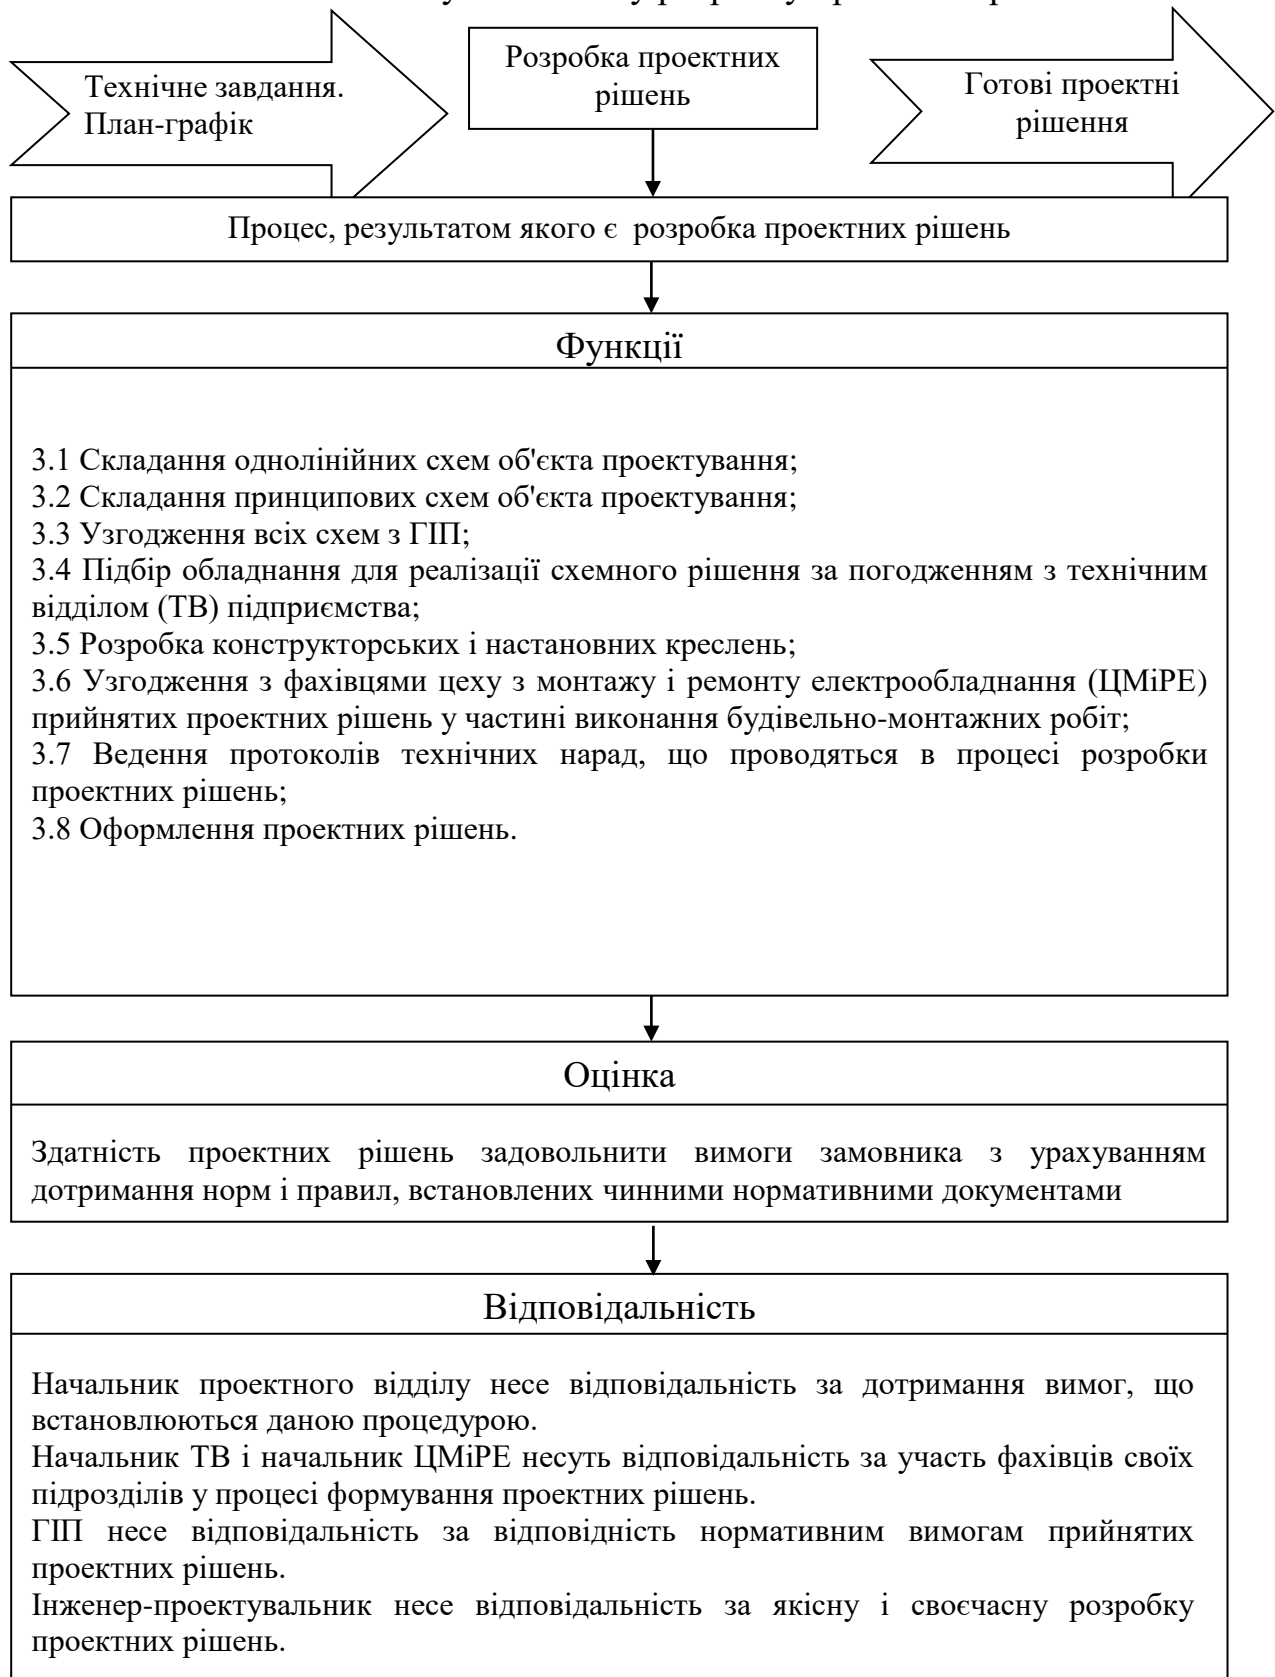 Технічне завдання.
План-графік
Розробка проектних
рішень
Готові проектні
рішення
Процес, результатом якого є розробка проектних рішень
Функції
3.1 Складання однолінійних схем об'єкта проектування;
3.2 Складання принципових схем об'єкта проектування;
3.3 Узгодження всіх схем з ГІП;
3.4 Підбір обладнання для реалізації схемного рішення за погодженням з технічним
відділом (ТВ) підприємства;
3.5 Розробка конструкторських і настановних креслень;
3.6 Узгодження з фахівцями цеху з монтажу і ремонту електрообладнання (ЦМіРЕ)
прийнятих проектних рішень у частині виконання будівельно-монтажних робіт;
3.7 Ведення протоколів технічних нарад, що проводяться в процесі розробки
проектних рішень;
3.8 Оформлення проектних рішень.
Оцінка
Здатність проектних рішень задовольнити вимоги замовника з урахуванням
дотримання норм і правил, встановлених чинними нормативними документами
Відповідальність
Начальник проектного відділу несе відповідальність за дотримання вимог, що
встановлюються даною процедурою.
Начальник ТВ і начальник ЦМіРЕ несуть відповідальність за участь фахівців своїх
підрозділів у процесі формування проектних рішень.
ГІП несе відповідальність за відповідність нормативним вимогам прийнятих
проектних рішень.
Інженер-проектувальник несе відповідальність за якісну і своєчасну розробку
проектних рішень.